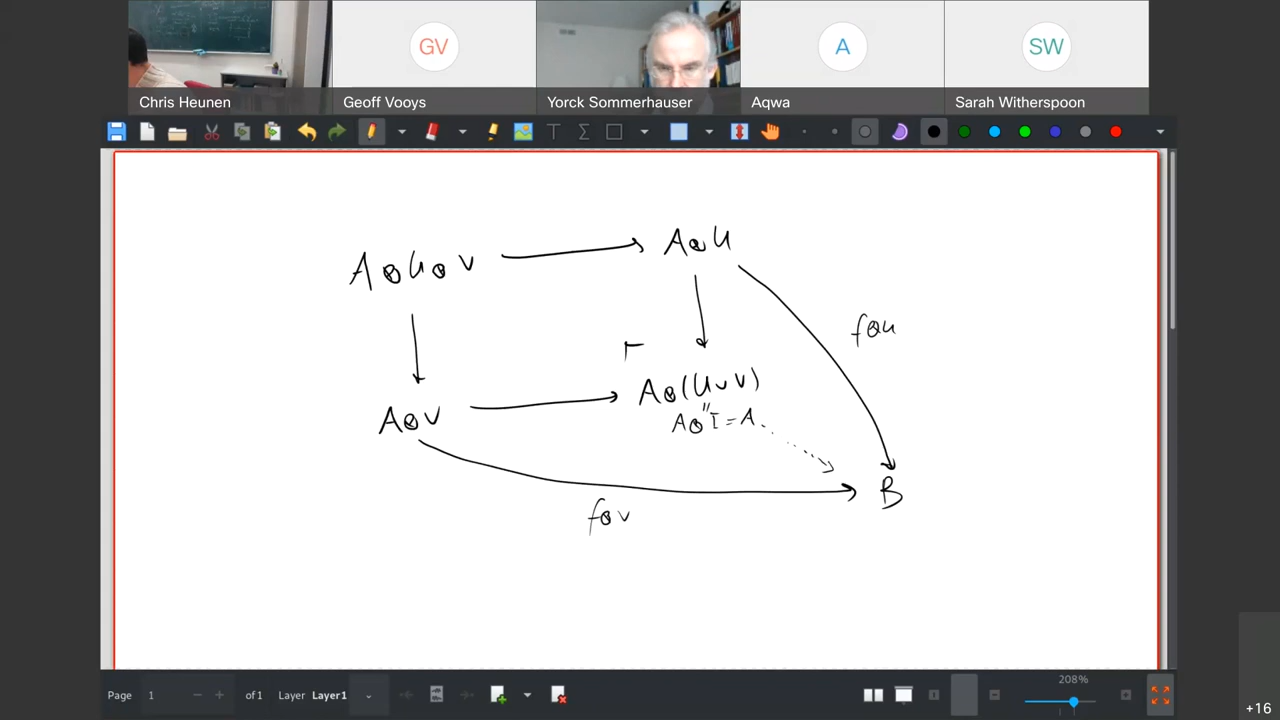 GV
A
SW
Chris Heunen
Geoff Vooys
Yorck Sommerhauser
Aqwa
Sarah Witherspoon
A⊗U⊗V
A⊗U
f⊗u
A⊗V
A⊗(U∨V)
A⊗I=A
B
f⊗v
Page 1 of 1 Layer Layer1
208%
+16